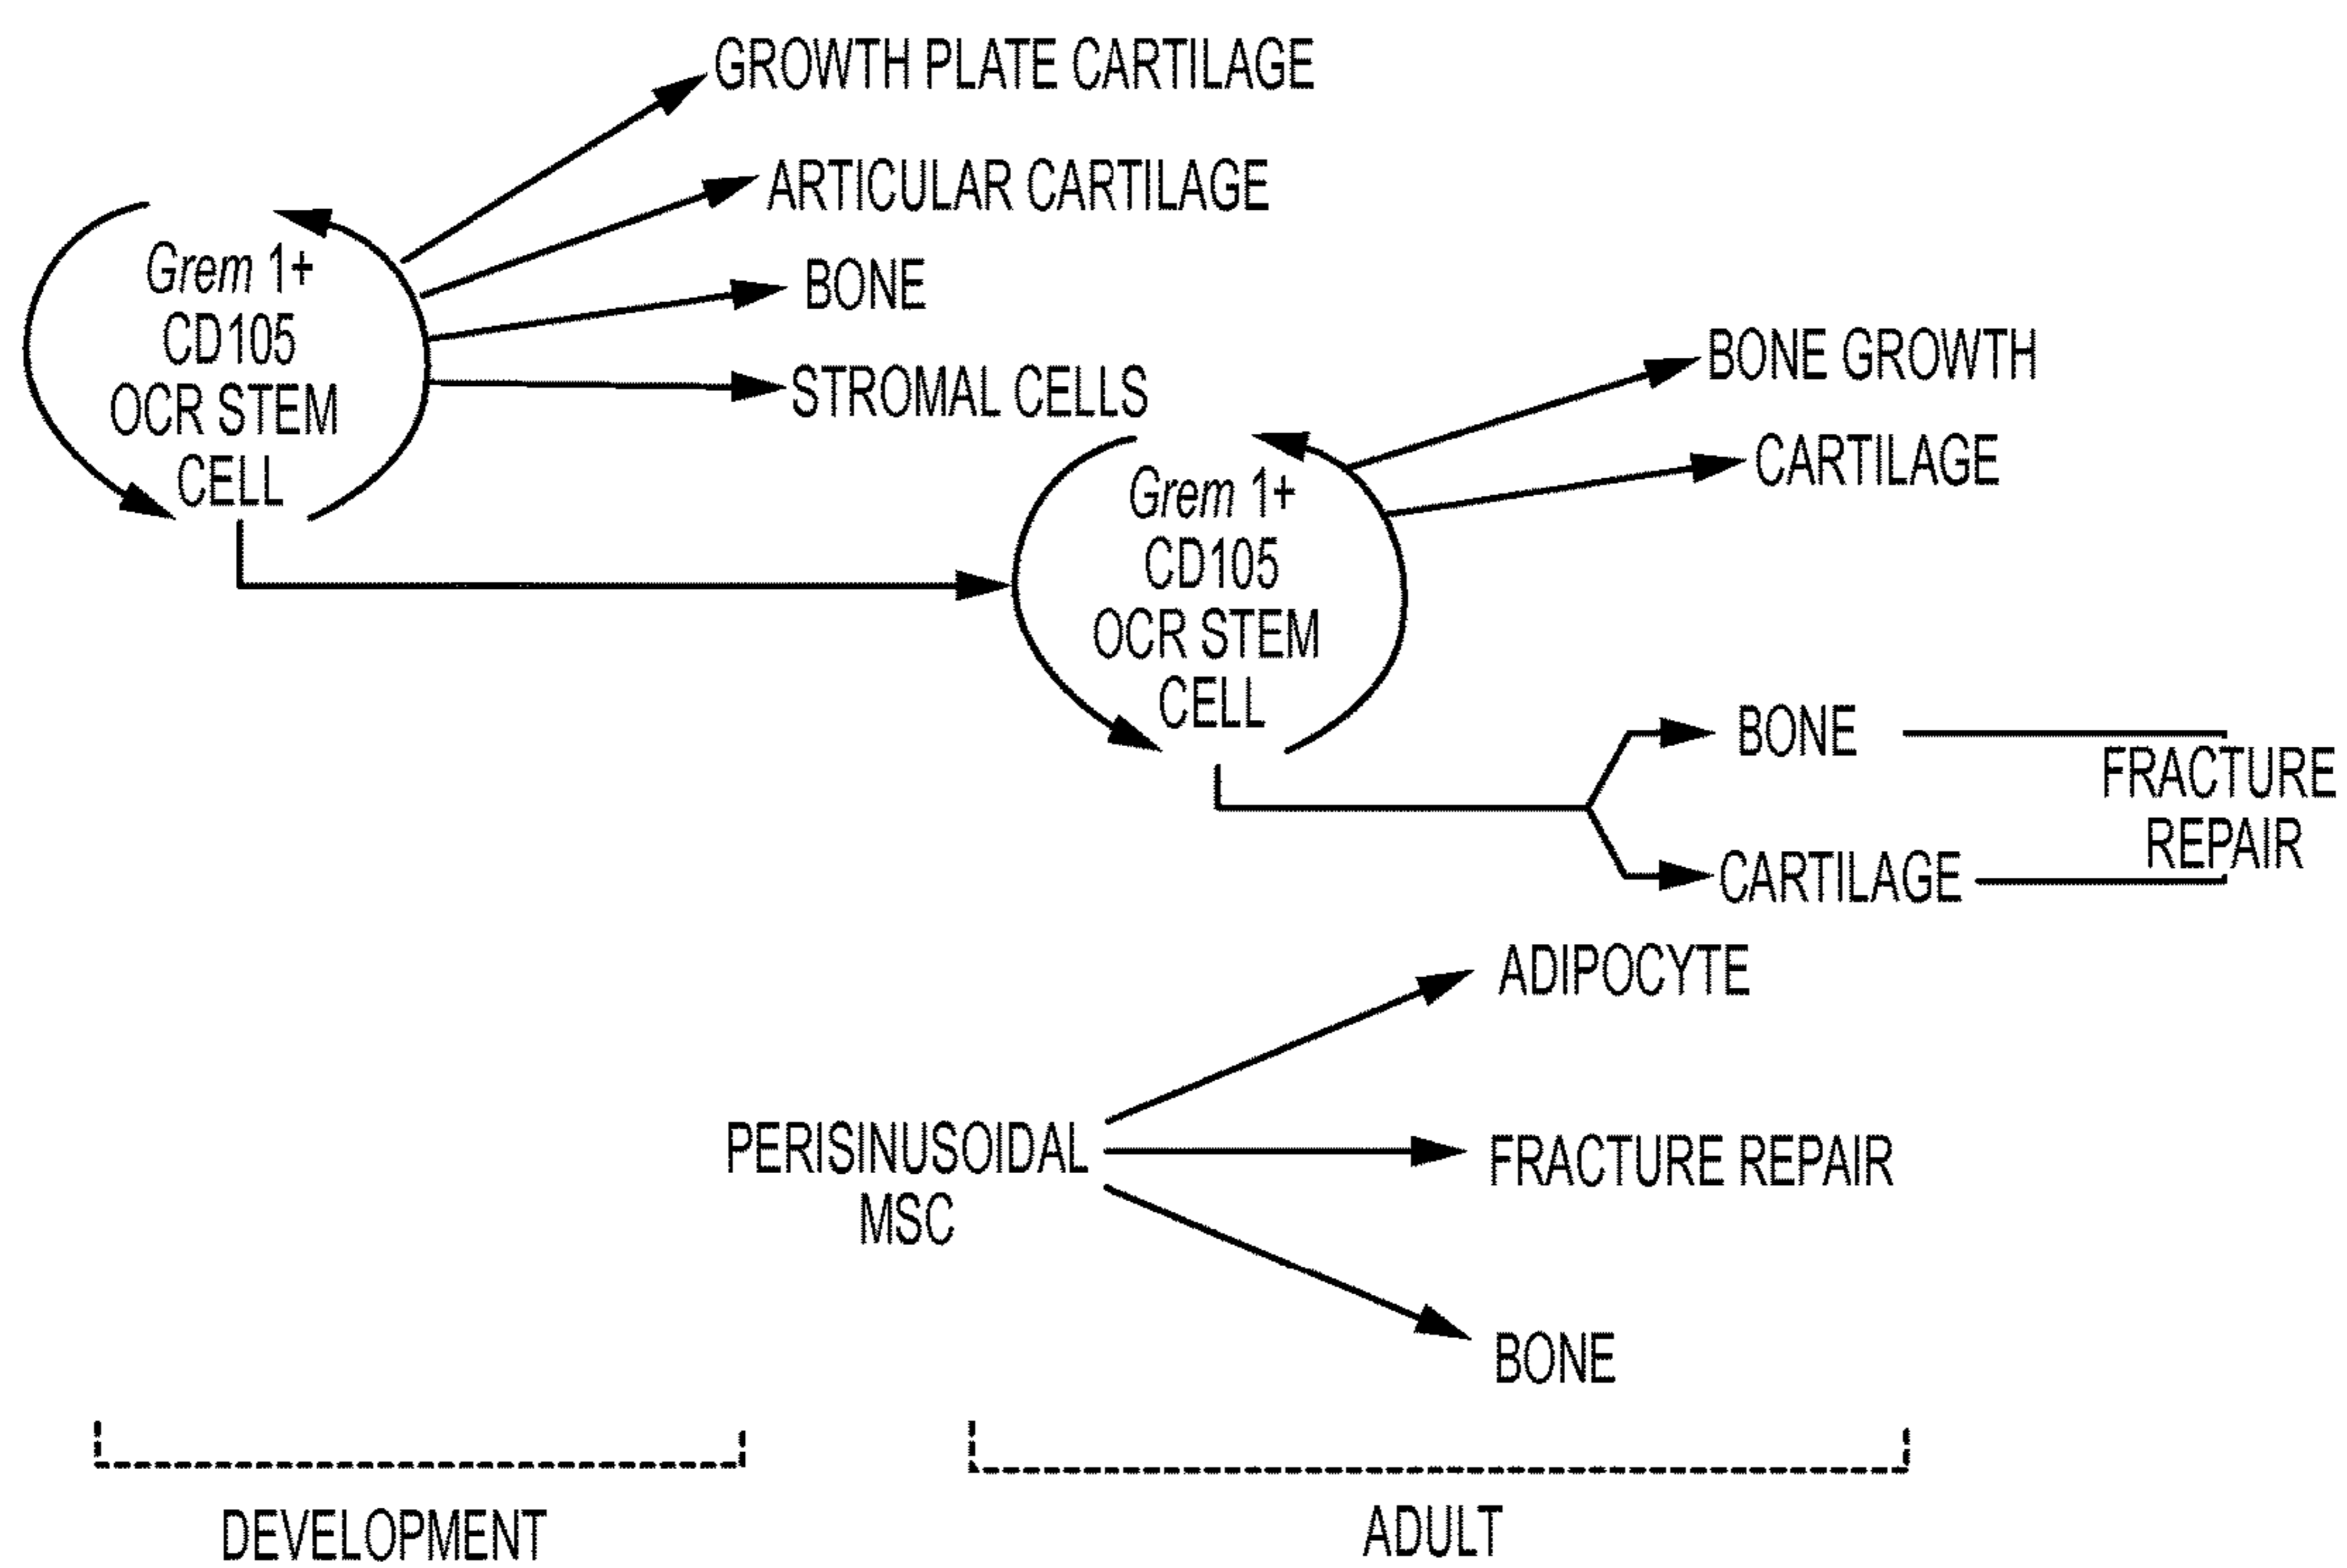 GROWTH PLATE CARTILAGE
ARTICULAR CARTILAGE
BONE
STROMAL CELLS
Grem 1+
CD105
OCR STEM
CELL
BONE GROWTH
CARTILAGE
Grem 1+
CD105
OCR STEM
CELL
BONE
CARTILAGE
FRACTURE
REPAIR
ADIPOCYTE
PERISINUSOIDAL
MSC
FRACTURE REPAIR
BONE
DEVELOPMENT
ADULT